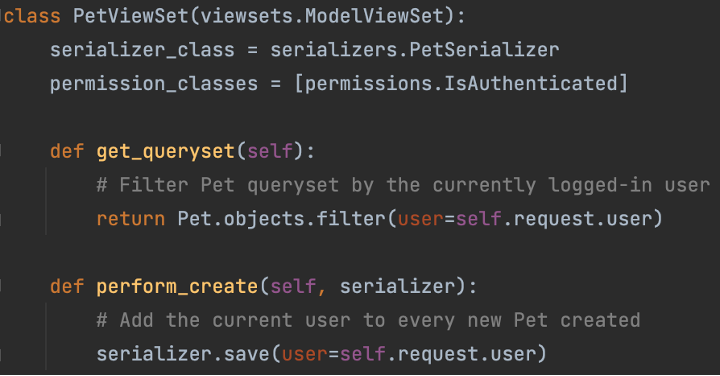 class PetViewSet(viewsets.ModelViewSet):
    serializer_class = serializers.PetSerializer
    permission_classes = [permissions.IsAuthenticated]
    def get_queryset(self):
        # Filter Pet queryset by the currently logged-in user
        return Pet.objects.filter(user=self.request.user)
    def perform_create(self, serializer):
        # Add the current user to every new Pet created
        serializer.save(user=self.request.user)